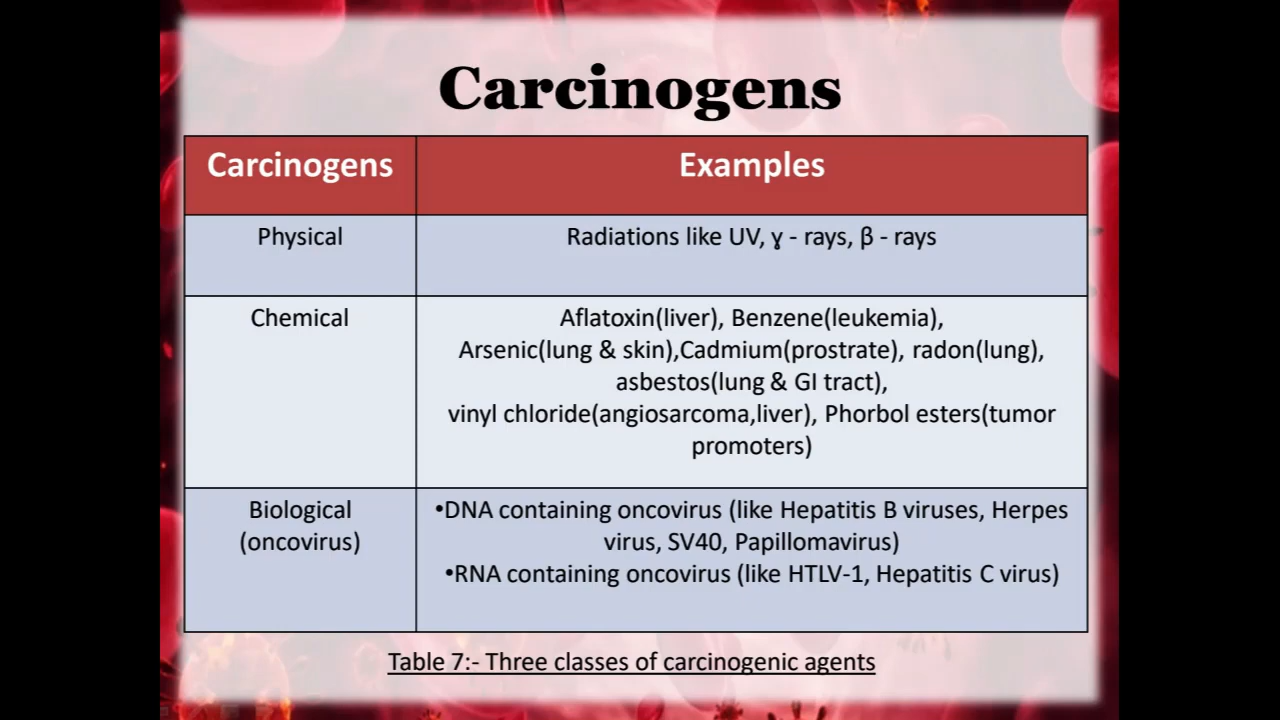 Carcinogens
Carcinogens
Examples
Physical
Radiations like UV, ɣ - rays, β - rays
Chemical
Aflatoxin(liver), Benzene(leukemia),
Arsenic(lung & skin),Cadmium(prostrate), radon(lung),
asbestos(lung & GI tract),
vinyl chloride(angiosarcoma,liver), Phorbol esters(tumor
promoters)
Biological
(oncovirus)
•DNA containing oncovirus (like Hepatitis B viruses, Herpes
virus, SV40, Papillomavirus)
•RNA containing oncovirus (like HTLV-1, Hepatitis C virus)
Table 7:- Three classes of carcinogenic agents